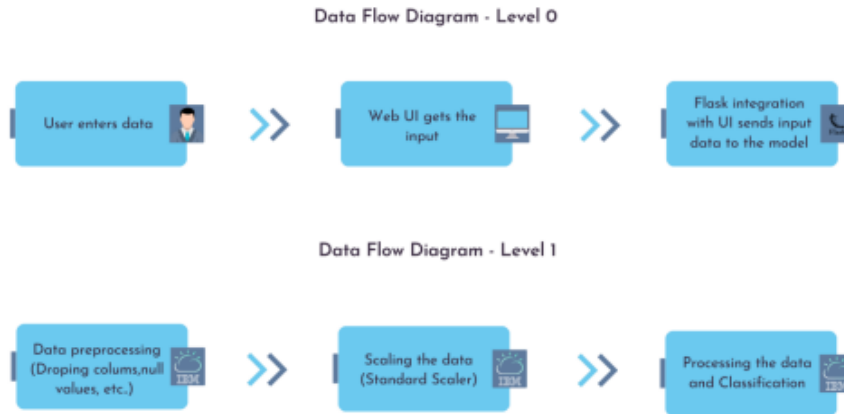 Data Flow Diagram - Level 0
User enters data
Web UI gets the
input
Flask integration
with UI sends input
data to the model
Data Flow Diagram - Level 1
Data preprocessing
(Droping colums,null
values, etc..)
IBM
Scaling the data
(Standard Scaler)
IBM
Processing the data
and Classification
IBM